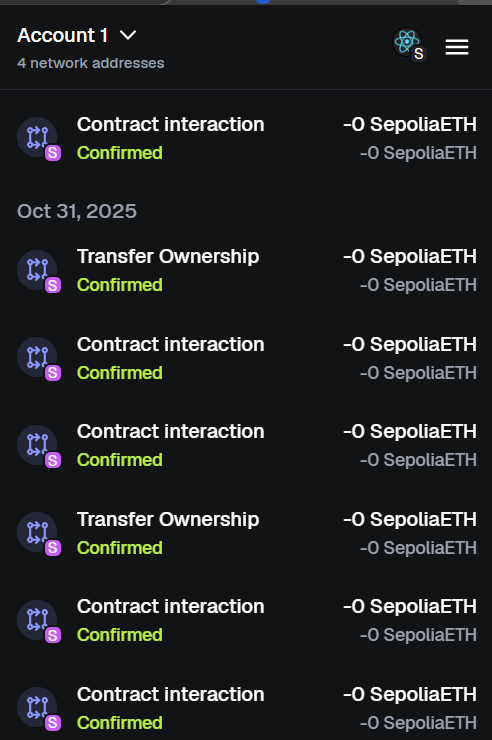 Account 1
4 network addresses
S
Contract interaction -0 SepoliaETH
Confirmed -0 SepoliaETH
S
Oct 31, 2025
Transfer Ownership -0 SepoliaETH
Confirmed -0 SepoliaETH
S
Contract interaction -0 SepoliaETH
Confirmed -0 SepoliaETH
S
Contract interaction -0 SepoliaETH
Confirmed -0 SepoliaETH
S
Transfer Ownership -0 SepoliaETH
Confirmed -0 SepoliaETH
S
Contract interaction -0 SepoliaETH
Confirmed -0 SepoliaETH
S
Contract interaction -0 SepoliaETH
Confirmed -0 SepoliaETH
S